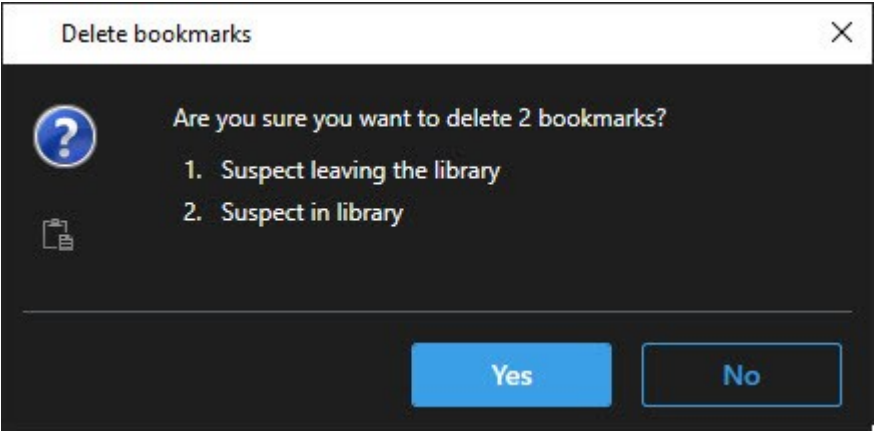 Delete bookmarks
Are you sure you want to delete 2 bookmarks?
1. Suspect leaving the library
2. Suspect in library
Yes No